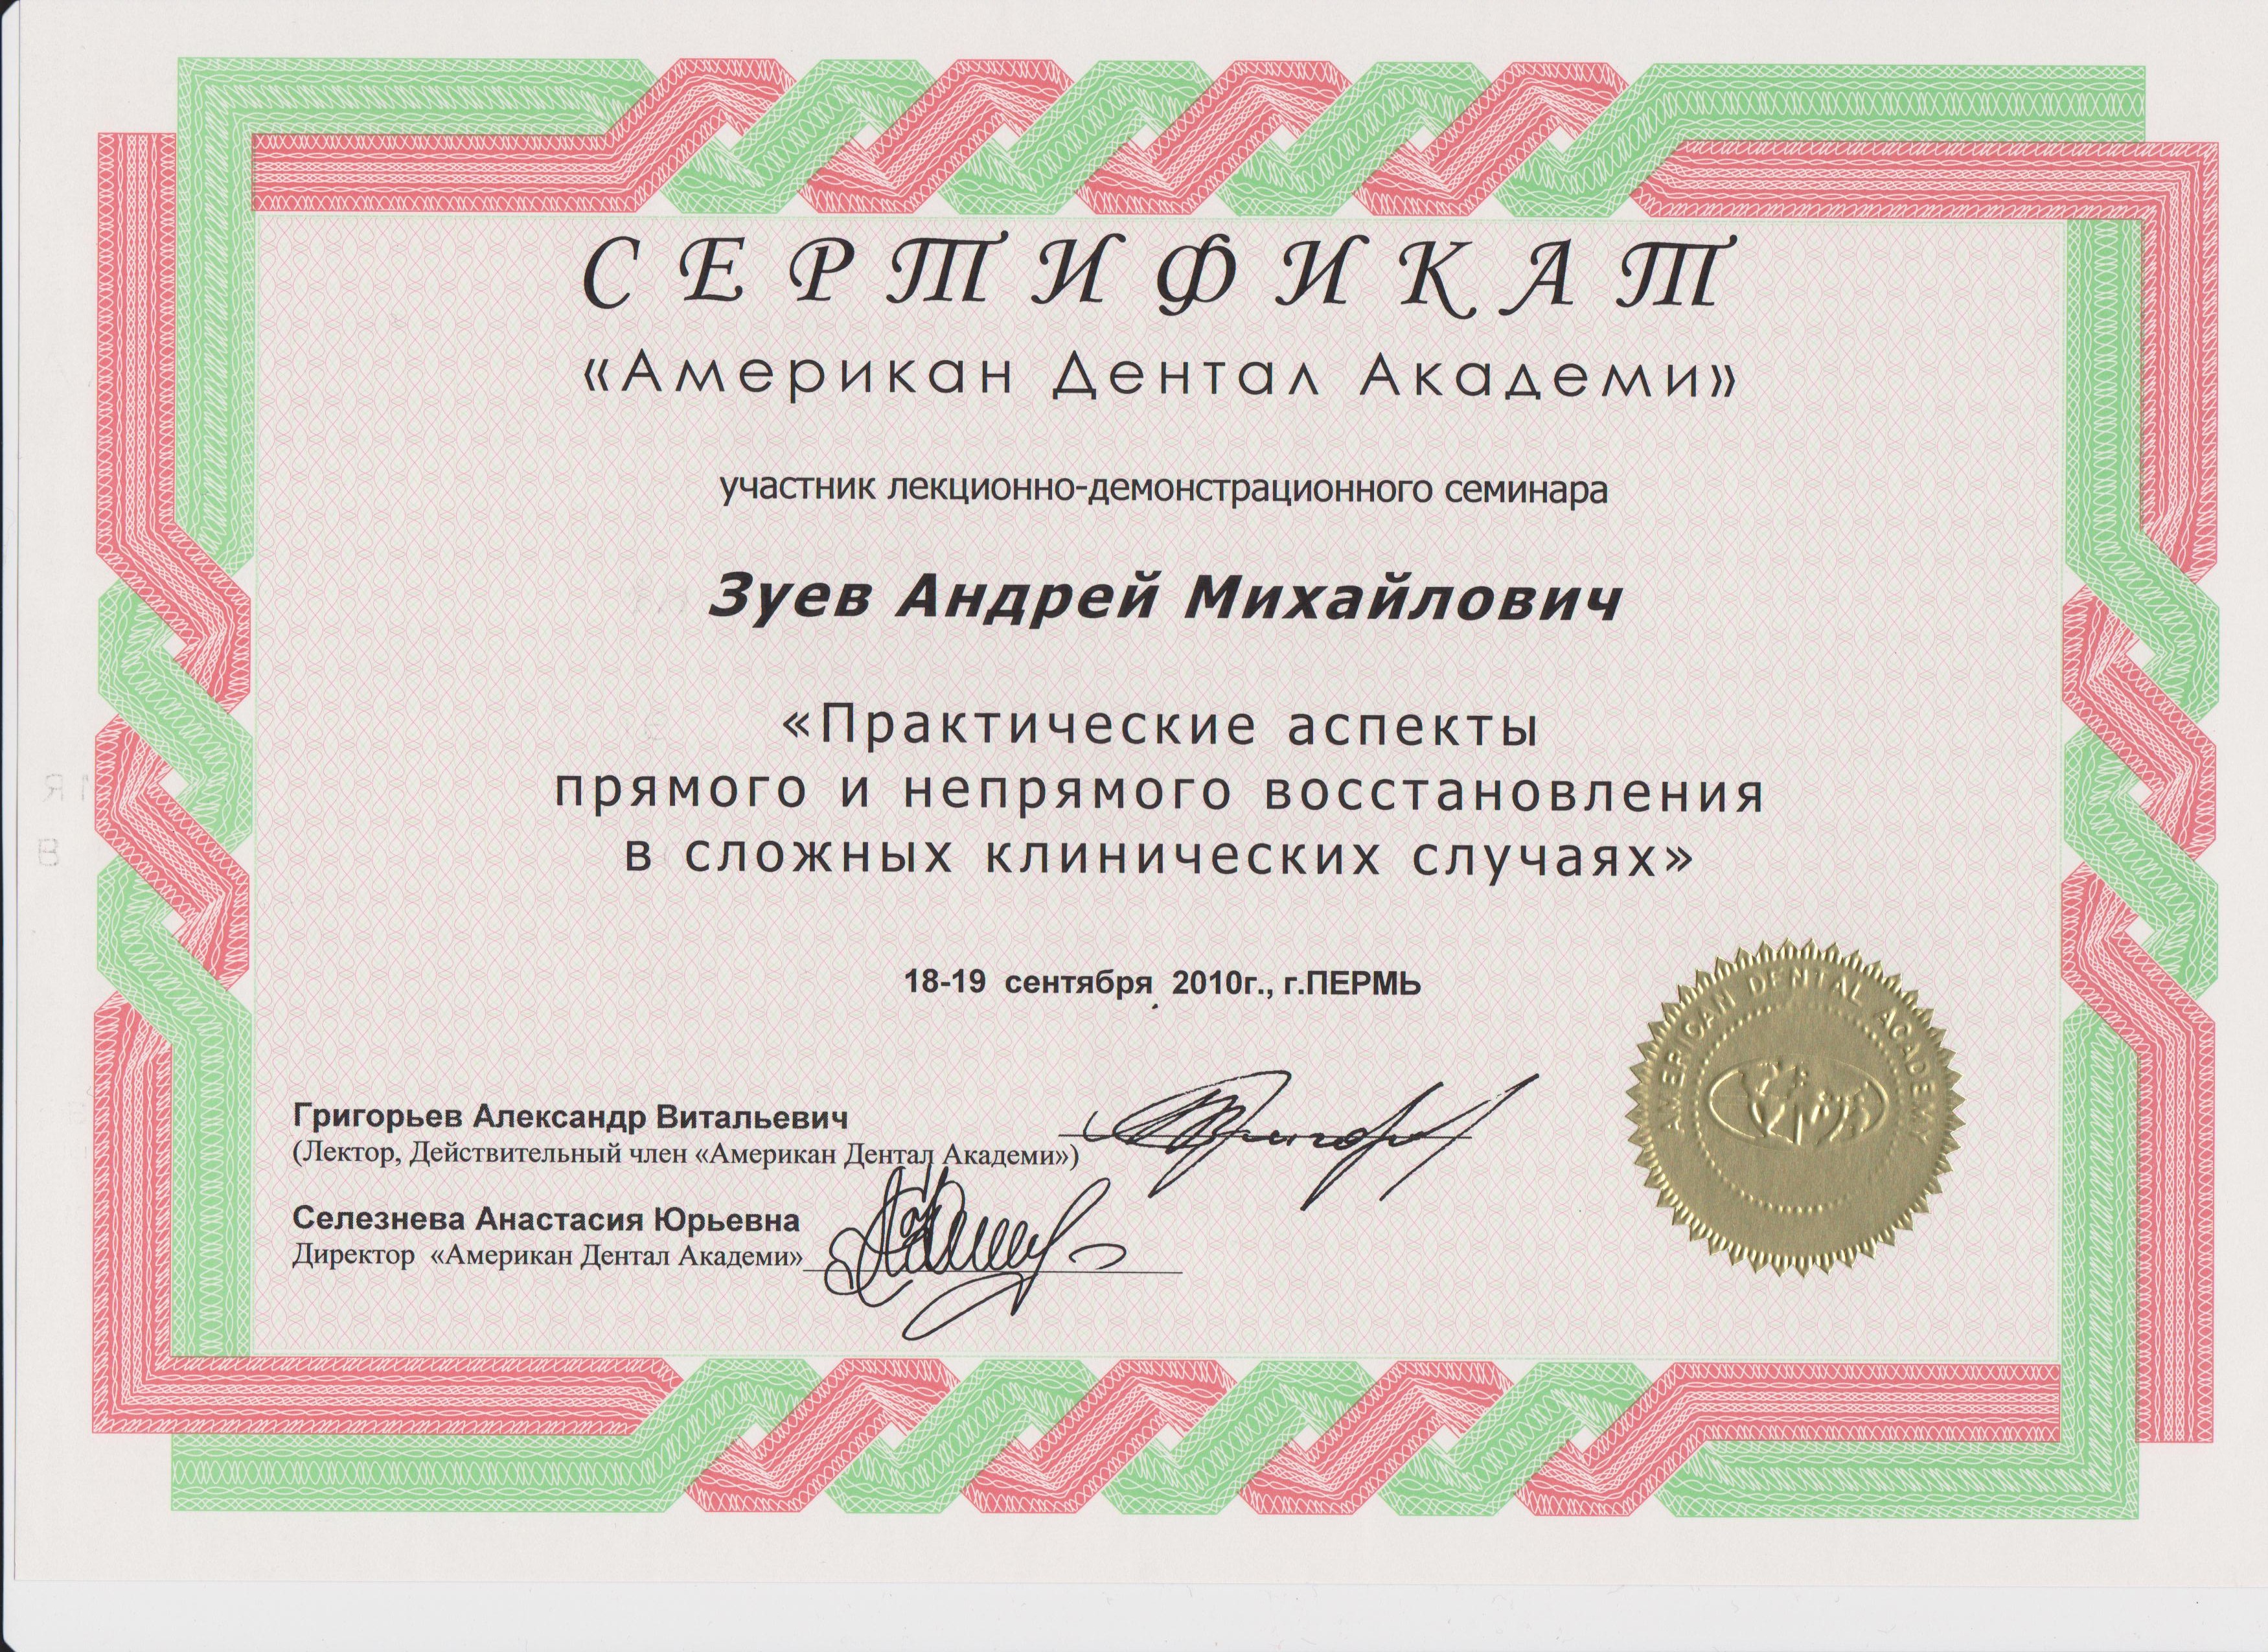 СЕРТИФИКАТ
«Американ Дентал Академи»
участник лекционно-демонстрационного семинара
Зуев Андрей Михайлович
«Практические аспекты
прямого и непрямого восстановления
в сложных клинических случаях»
18-19 сентября 2010г., г.ПЕРМЬ
AMERICAN DENTAL ACADEMY
Григорьев Александр Витальевич
(Лектор, Действительный член «Американ Дентал Академи»)
Селезнева Анастасия Юрьевна
Директор «Американ Дентал Академи»